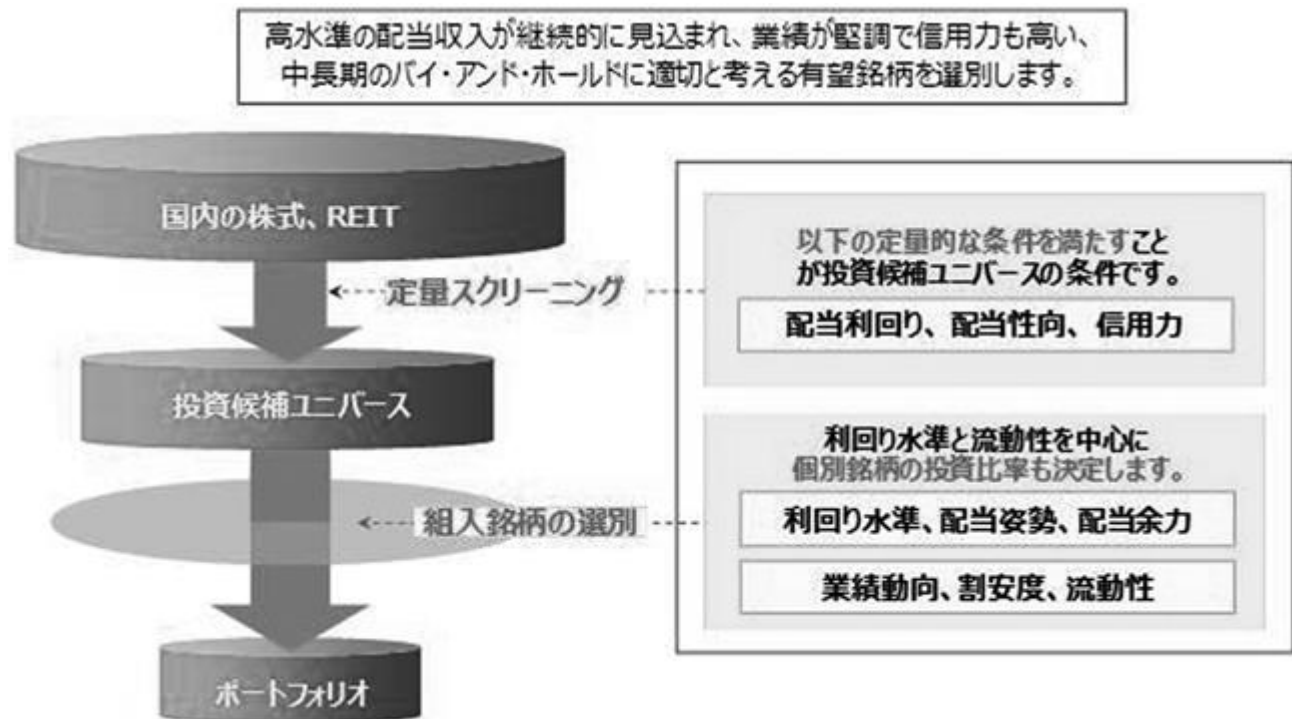 高水準の配当収入が継続的に見込まれ、業績が堅調で信用力も高い、
中長期のバイ・アンド・ホールドに適切と考える有望銘柄を選別します。
国内の株式、REIT
定量スクリーニング
以下の定量的な条件を満たすこと
が投資候補ユニバースの条件です。
配当利回り、配当性向、信用力
投資候補ユニバース
組入銘柄の選別
利回り水準と流動性を中心に
個別銘柄の投資比率も決定します。
利回り水準、配当姿勢、配当余力
業績動向、割安度、流動性
ポートフォリオ